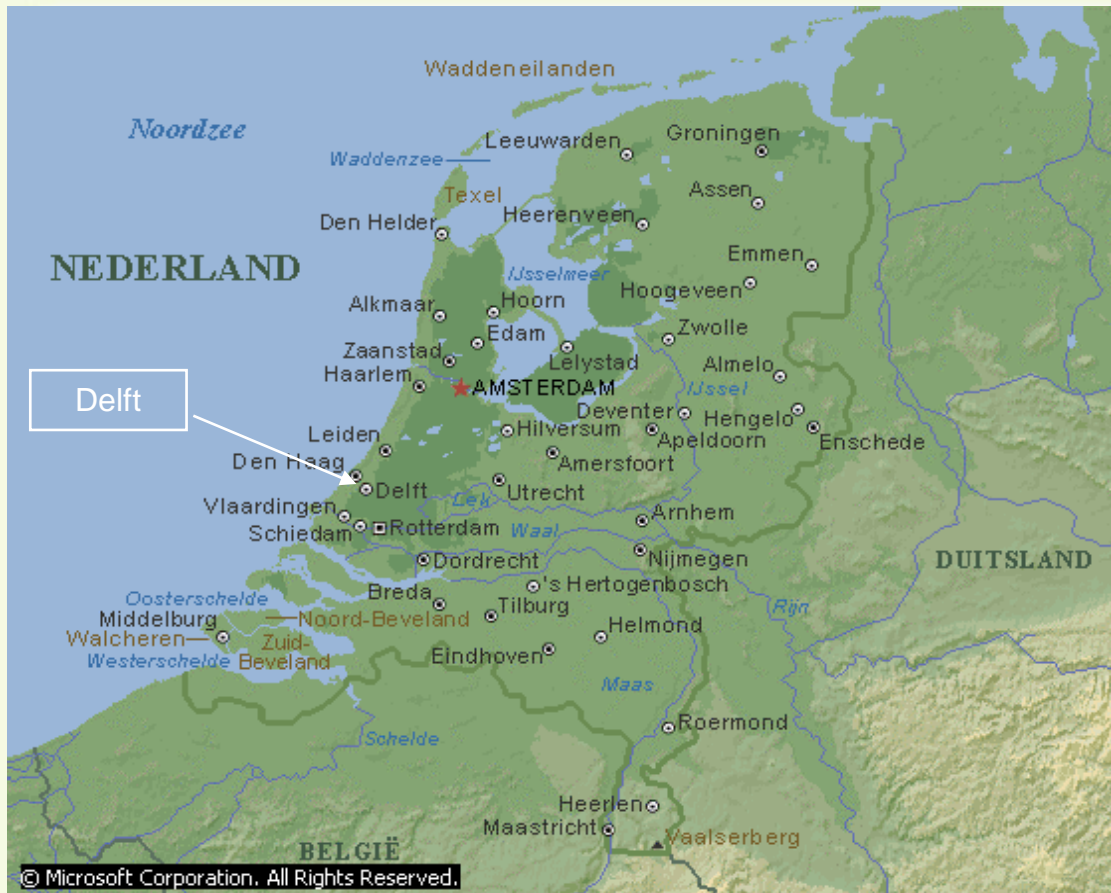 Waddeneilanden
Noordzee
Groningen
Leeuwarden
Waddenzee
Texel
Assen
Den Helder
Heerenveen
Emmen
NEDERLAND
IJsselmeer
Hoogeveen
Alkmaar
Hoorn
Edam
Zwolle
Zaanstad
Lelystad
Almelo
Haarlem
AMSTERDAM
IJssel
Delft
Deventer
Hengelo
Hilversum
Apeldoorn
Enschede
Leiden
Amersfoort
Den Haag
Delft
Utrecht
Lek
Vlaardingen
Arnhem
Schiedam
Rotterdam
Waal
Dordrecht
Nijmegen
DUITSLAND
's Hertogenbosch
Oosterschelde
Breda
Tilburg
Rijn
Middelburg
Noord-Beveland
Helmond
Walcheren
Zuid-
Beveland
Westerschelde
Eindhoven
Maas
Roermond
Schelde
Heerlen
Maastricht
Vaalserberg
BELGIË
© Microsoft Corporation. All Rights Reserved.